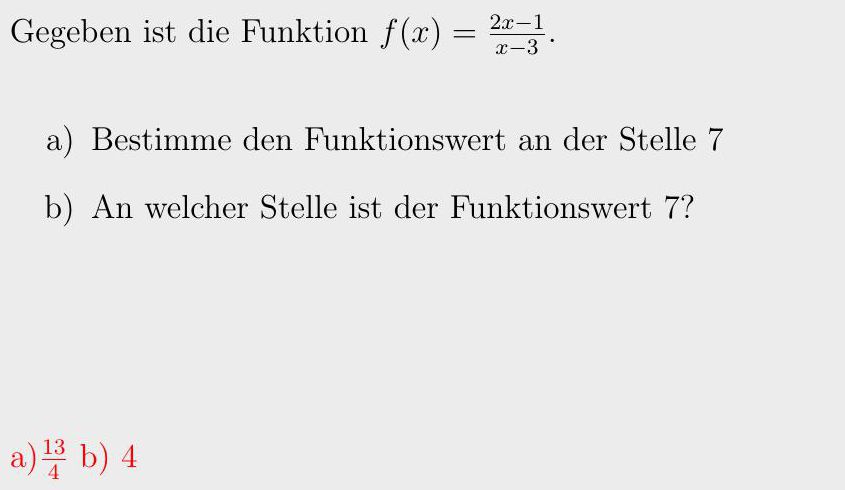 Gegeben ist die Funktion f(x) = \frac{2x-1}{x-3}.
a) Bestimme den Funktionswert an der Stelle 7
b) An welcher Stelle ist der Funktionswert 7?
a) \frac{13}{4} b) 4